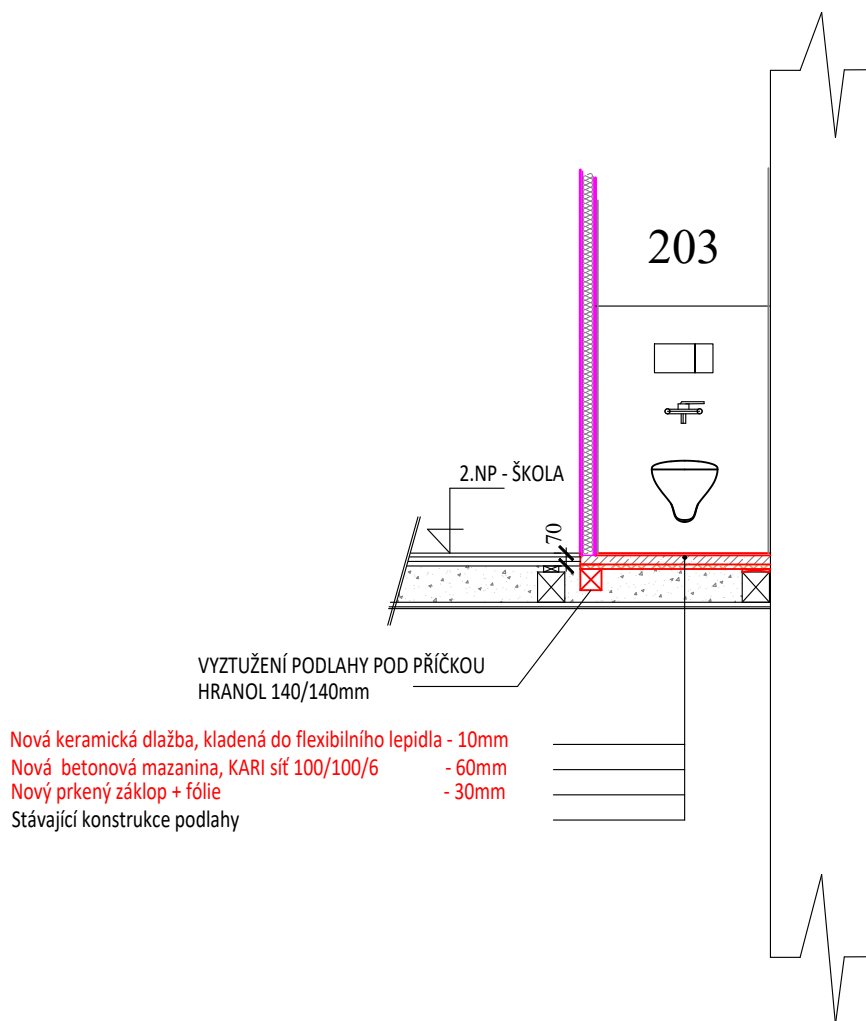 203
2.NP - ŠKOLA
70
VYZTUŽENÍ PODLAHY POD PŘÍČKOU
HRANOL 140/140mm
Nová keramická dlažba, kladená do flexibilního lepidla - 10mm
Nová betonová mazanina, KARI síť 100/100/6 - 60mm
Nový prkený záklop + fólie - 30mm
Stávající konstrukce podlahy